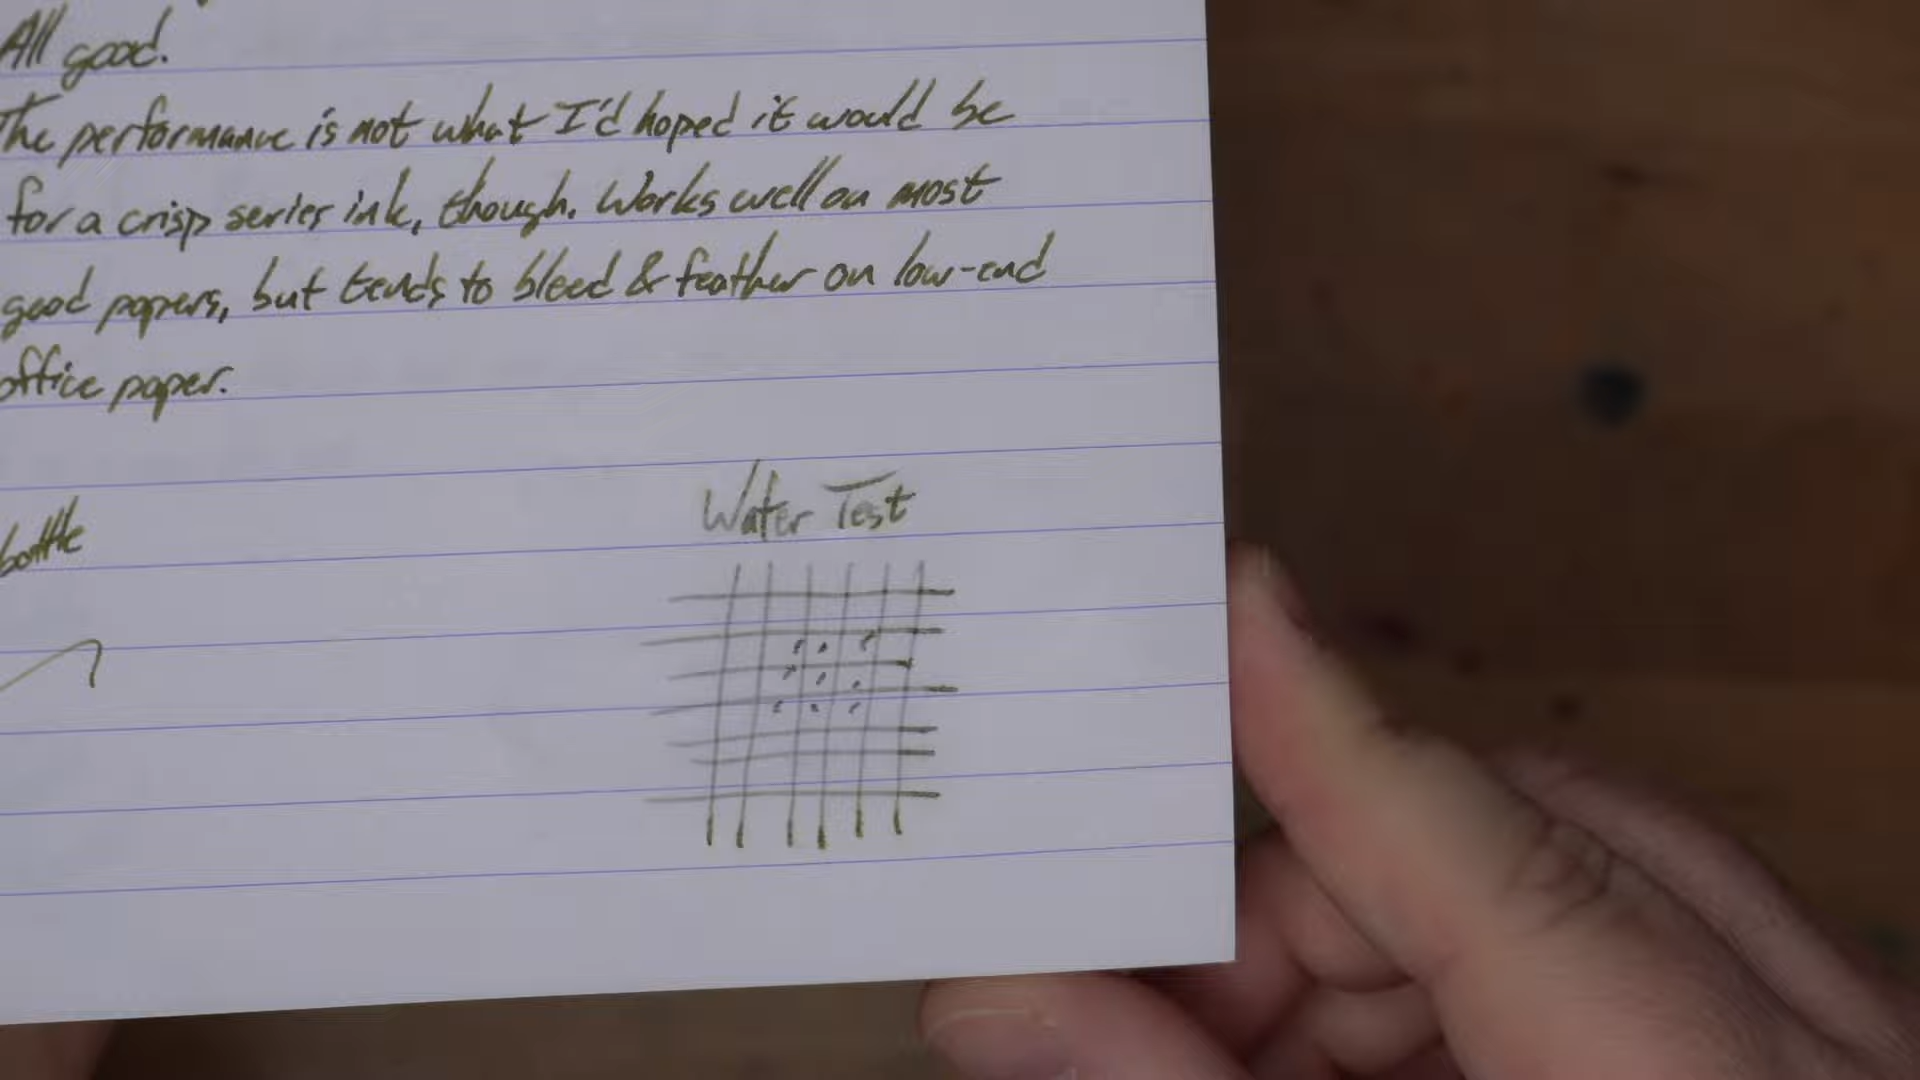 All good.
The performance is not what I'd hoped it would be
for a crisp series ink, though. Works well on most
good papers, but tends to bleed & feather on low-end
office paper.
Water Test
bottle